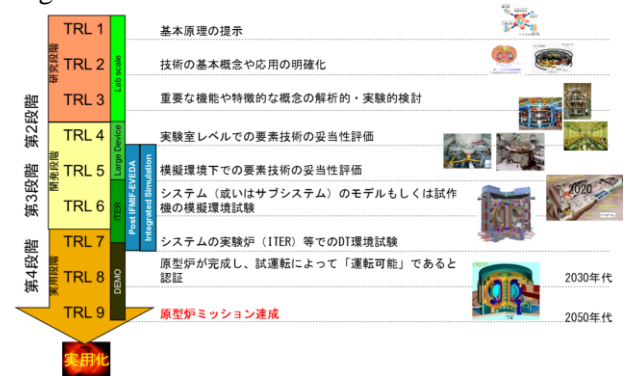 TRL 1
基本原理の提示
TRL 2
技術の基本概念や応用の明確化
TRL 3
重要な機能や特徴的な概念の解析的・実験的検討
研究段階
Lab scale
第2段階
TRL 4
実験室レベルでの要素技術の妥当性評価
Large Device
TRL 5
模擬環境下での要素技術の妥当性評価
開発段階
第3段階
TRL 6
システム（或いはサブシステム）のモデルもしくは試作
機の模擬環境試験
2020
ITER
Post IFMIF-EVEDA
Integrated Simulation
TRL 7
システムの実験炉（ITER）等でのDT環境試験
第4段階
実用段階
TRL 8
原型炉が完成し、試運転によって「運転可能」であると
認証
2030年代
DEMO
TRL 9
原型炉ミッション達成
2050年代
実用化